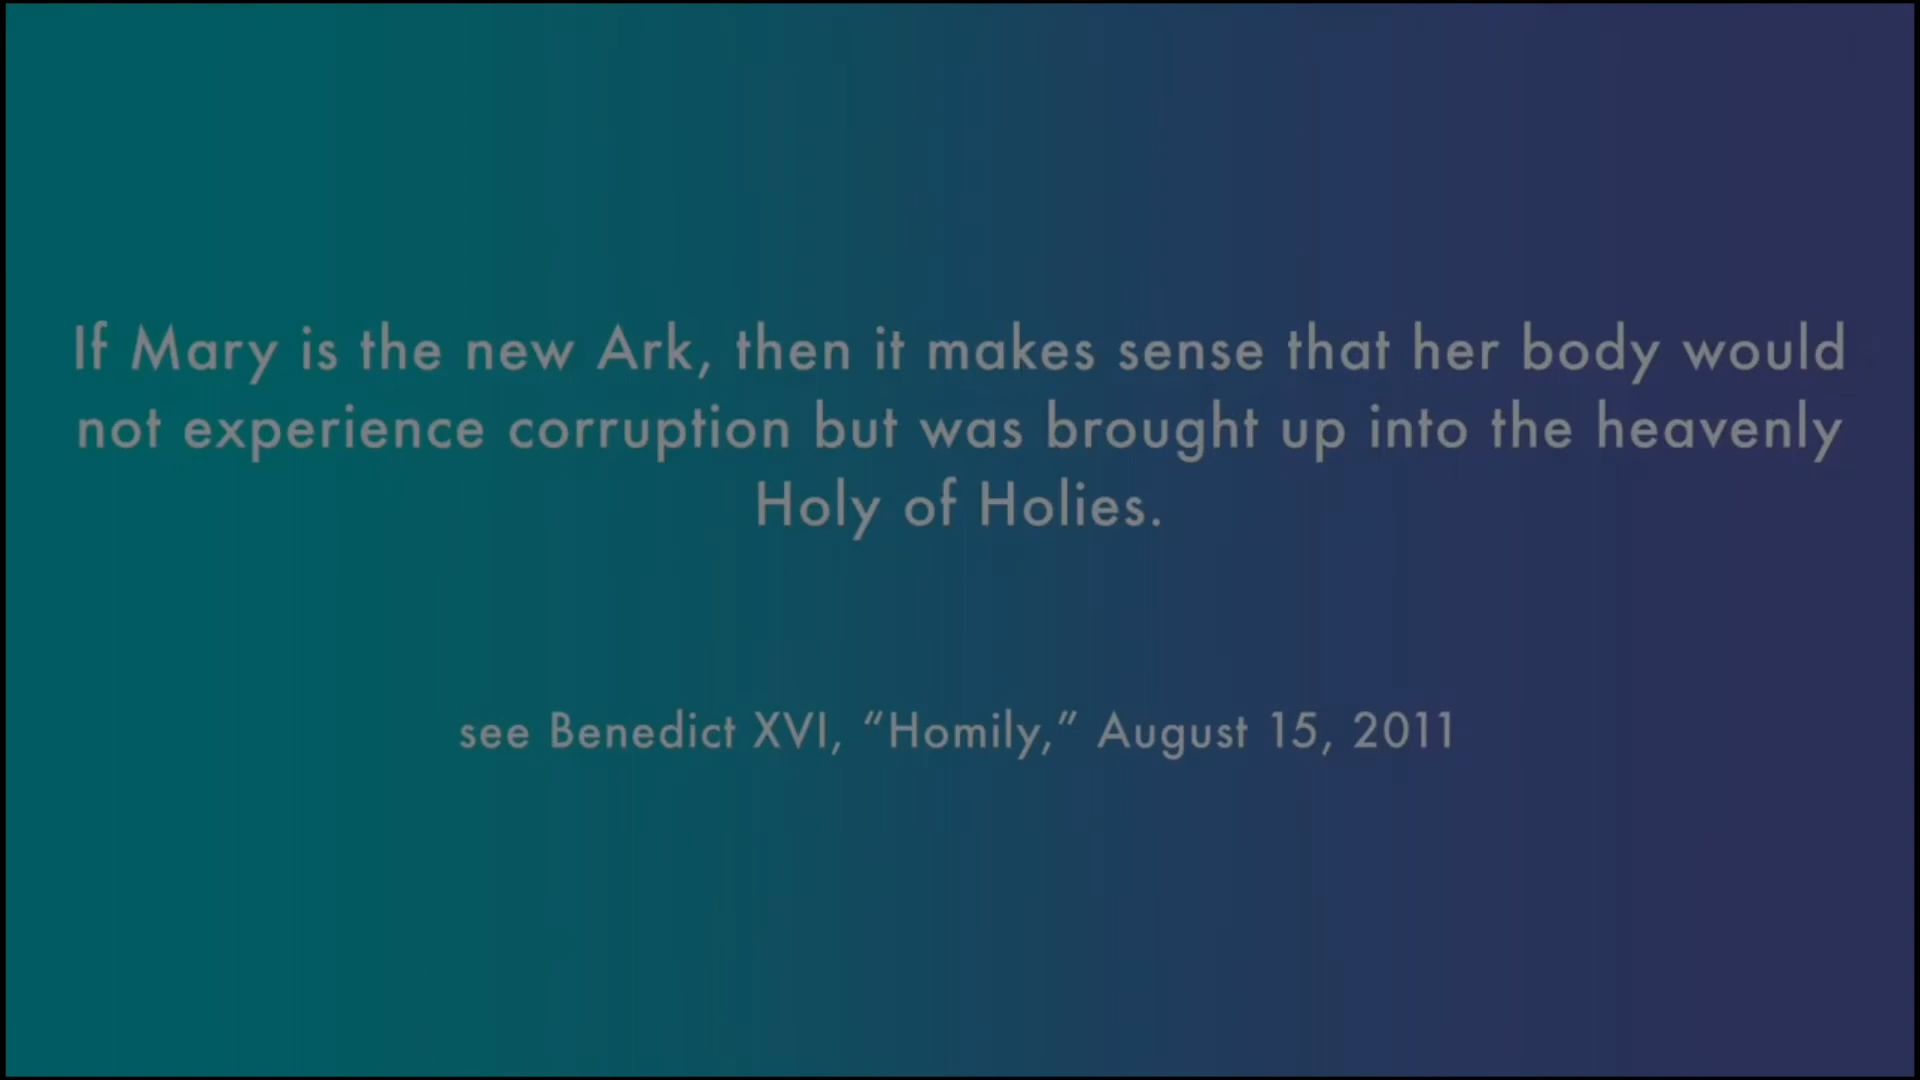 If Mary is the new Ark, then it makes sense that her body would
not experience corruption but was brought up into the heavenly
Holy of Holies.
see Benedict XVI, “Homily,” August 15, 2011